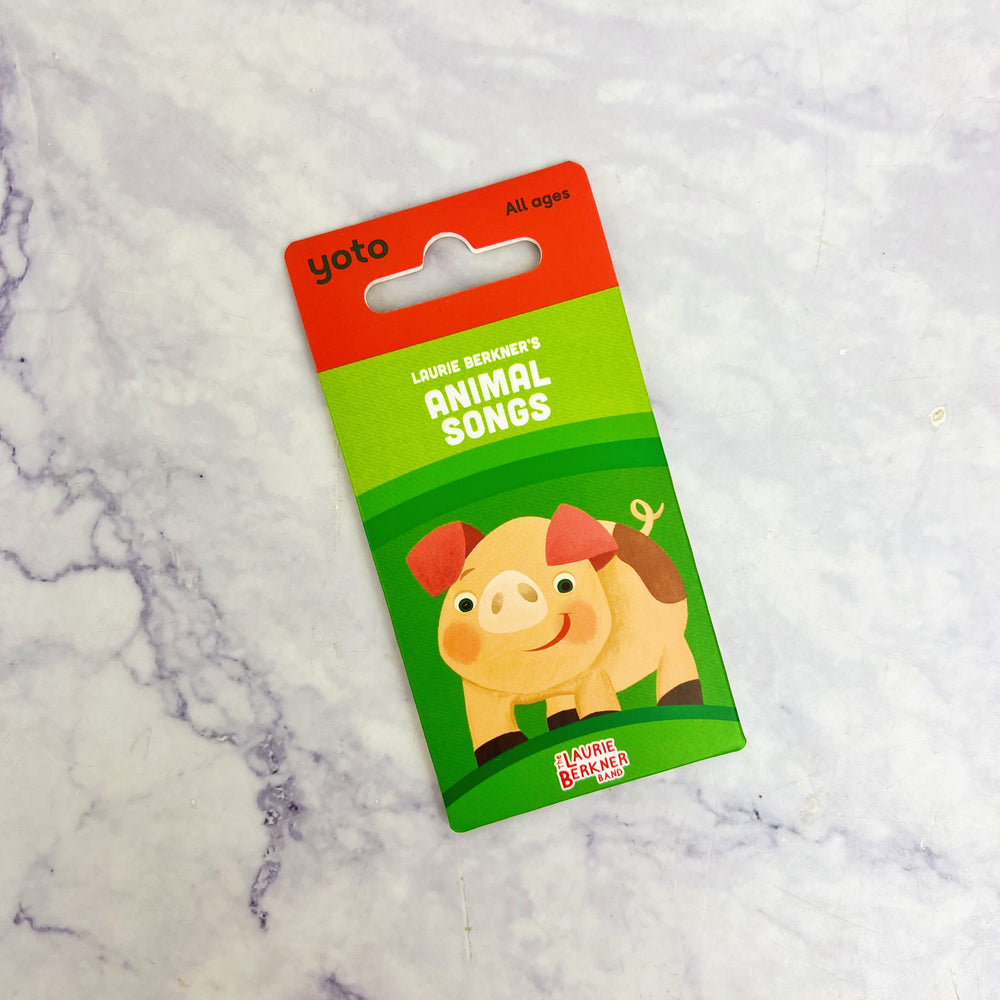 yoto
All ages
LAURIE BERKNER'S
ANIMAL
SONGS
THE LAURIE
BERKNER
BAND